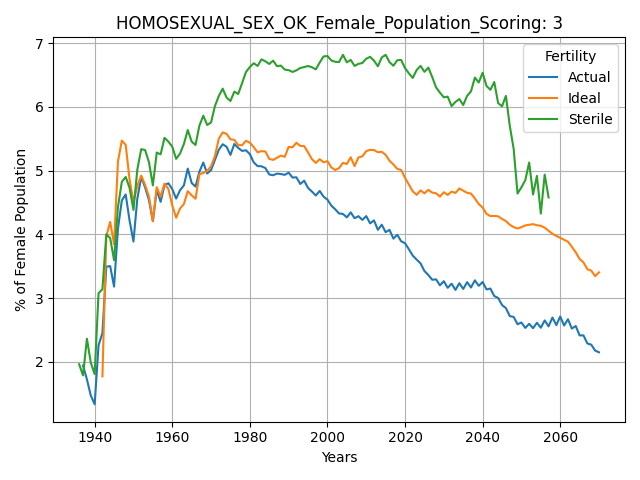 HOMOSEXUAL_SEX_OK_Female_Population_Scoring: 3
% of Female Population
7
6
5
4
3
2
Fertility
Actual
Ideal
Sterile
1940 1960 1980 2000 2020 2040 2060
Years